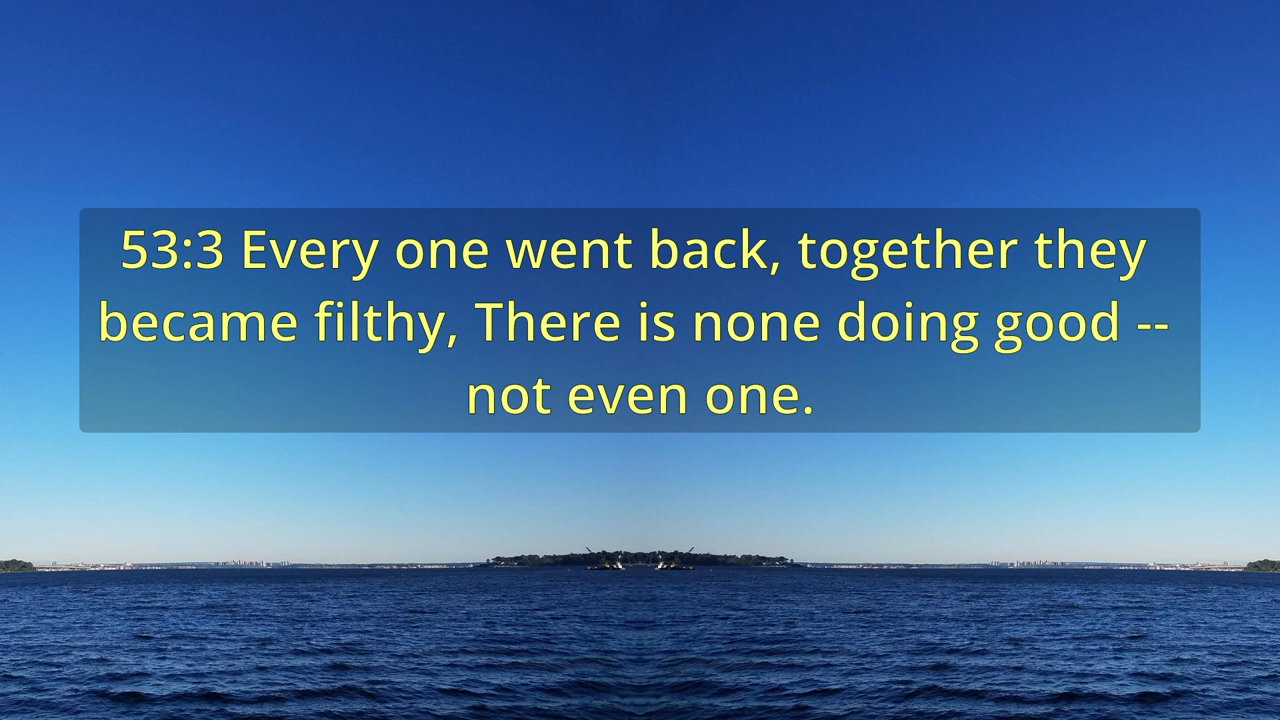 53:3 Every one went back, together they
became filthy, There is none doing good --
not even one.